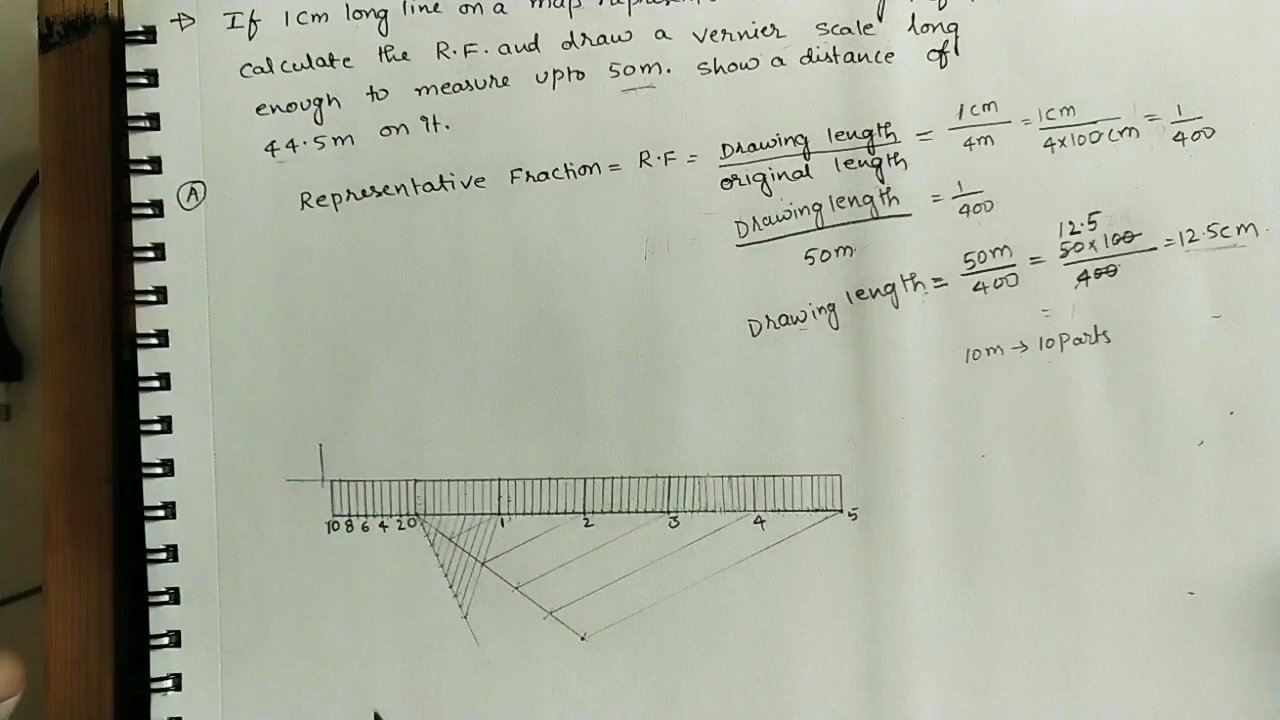 → If 1cm long line on a map
calculate the R.F. and draw a vernier scale long
enough to measure upto 50m. show a distance of
44.5m on it.
(A) Representative Fraction = R.F = Drawing length / original length = 1cm / 4m = 1cm / 4x100cm = 1 / 400
Drawing length / 50m = 1 / 400
Drawing length = 50m / 400 = 12.5 50x100 / 400 = 12.5cm.
=
10m → 10parts
10 8 6 4 2 0 1 2 3 4 5